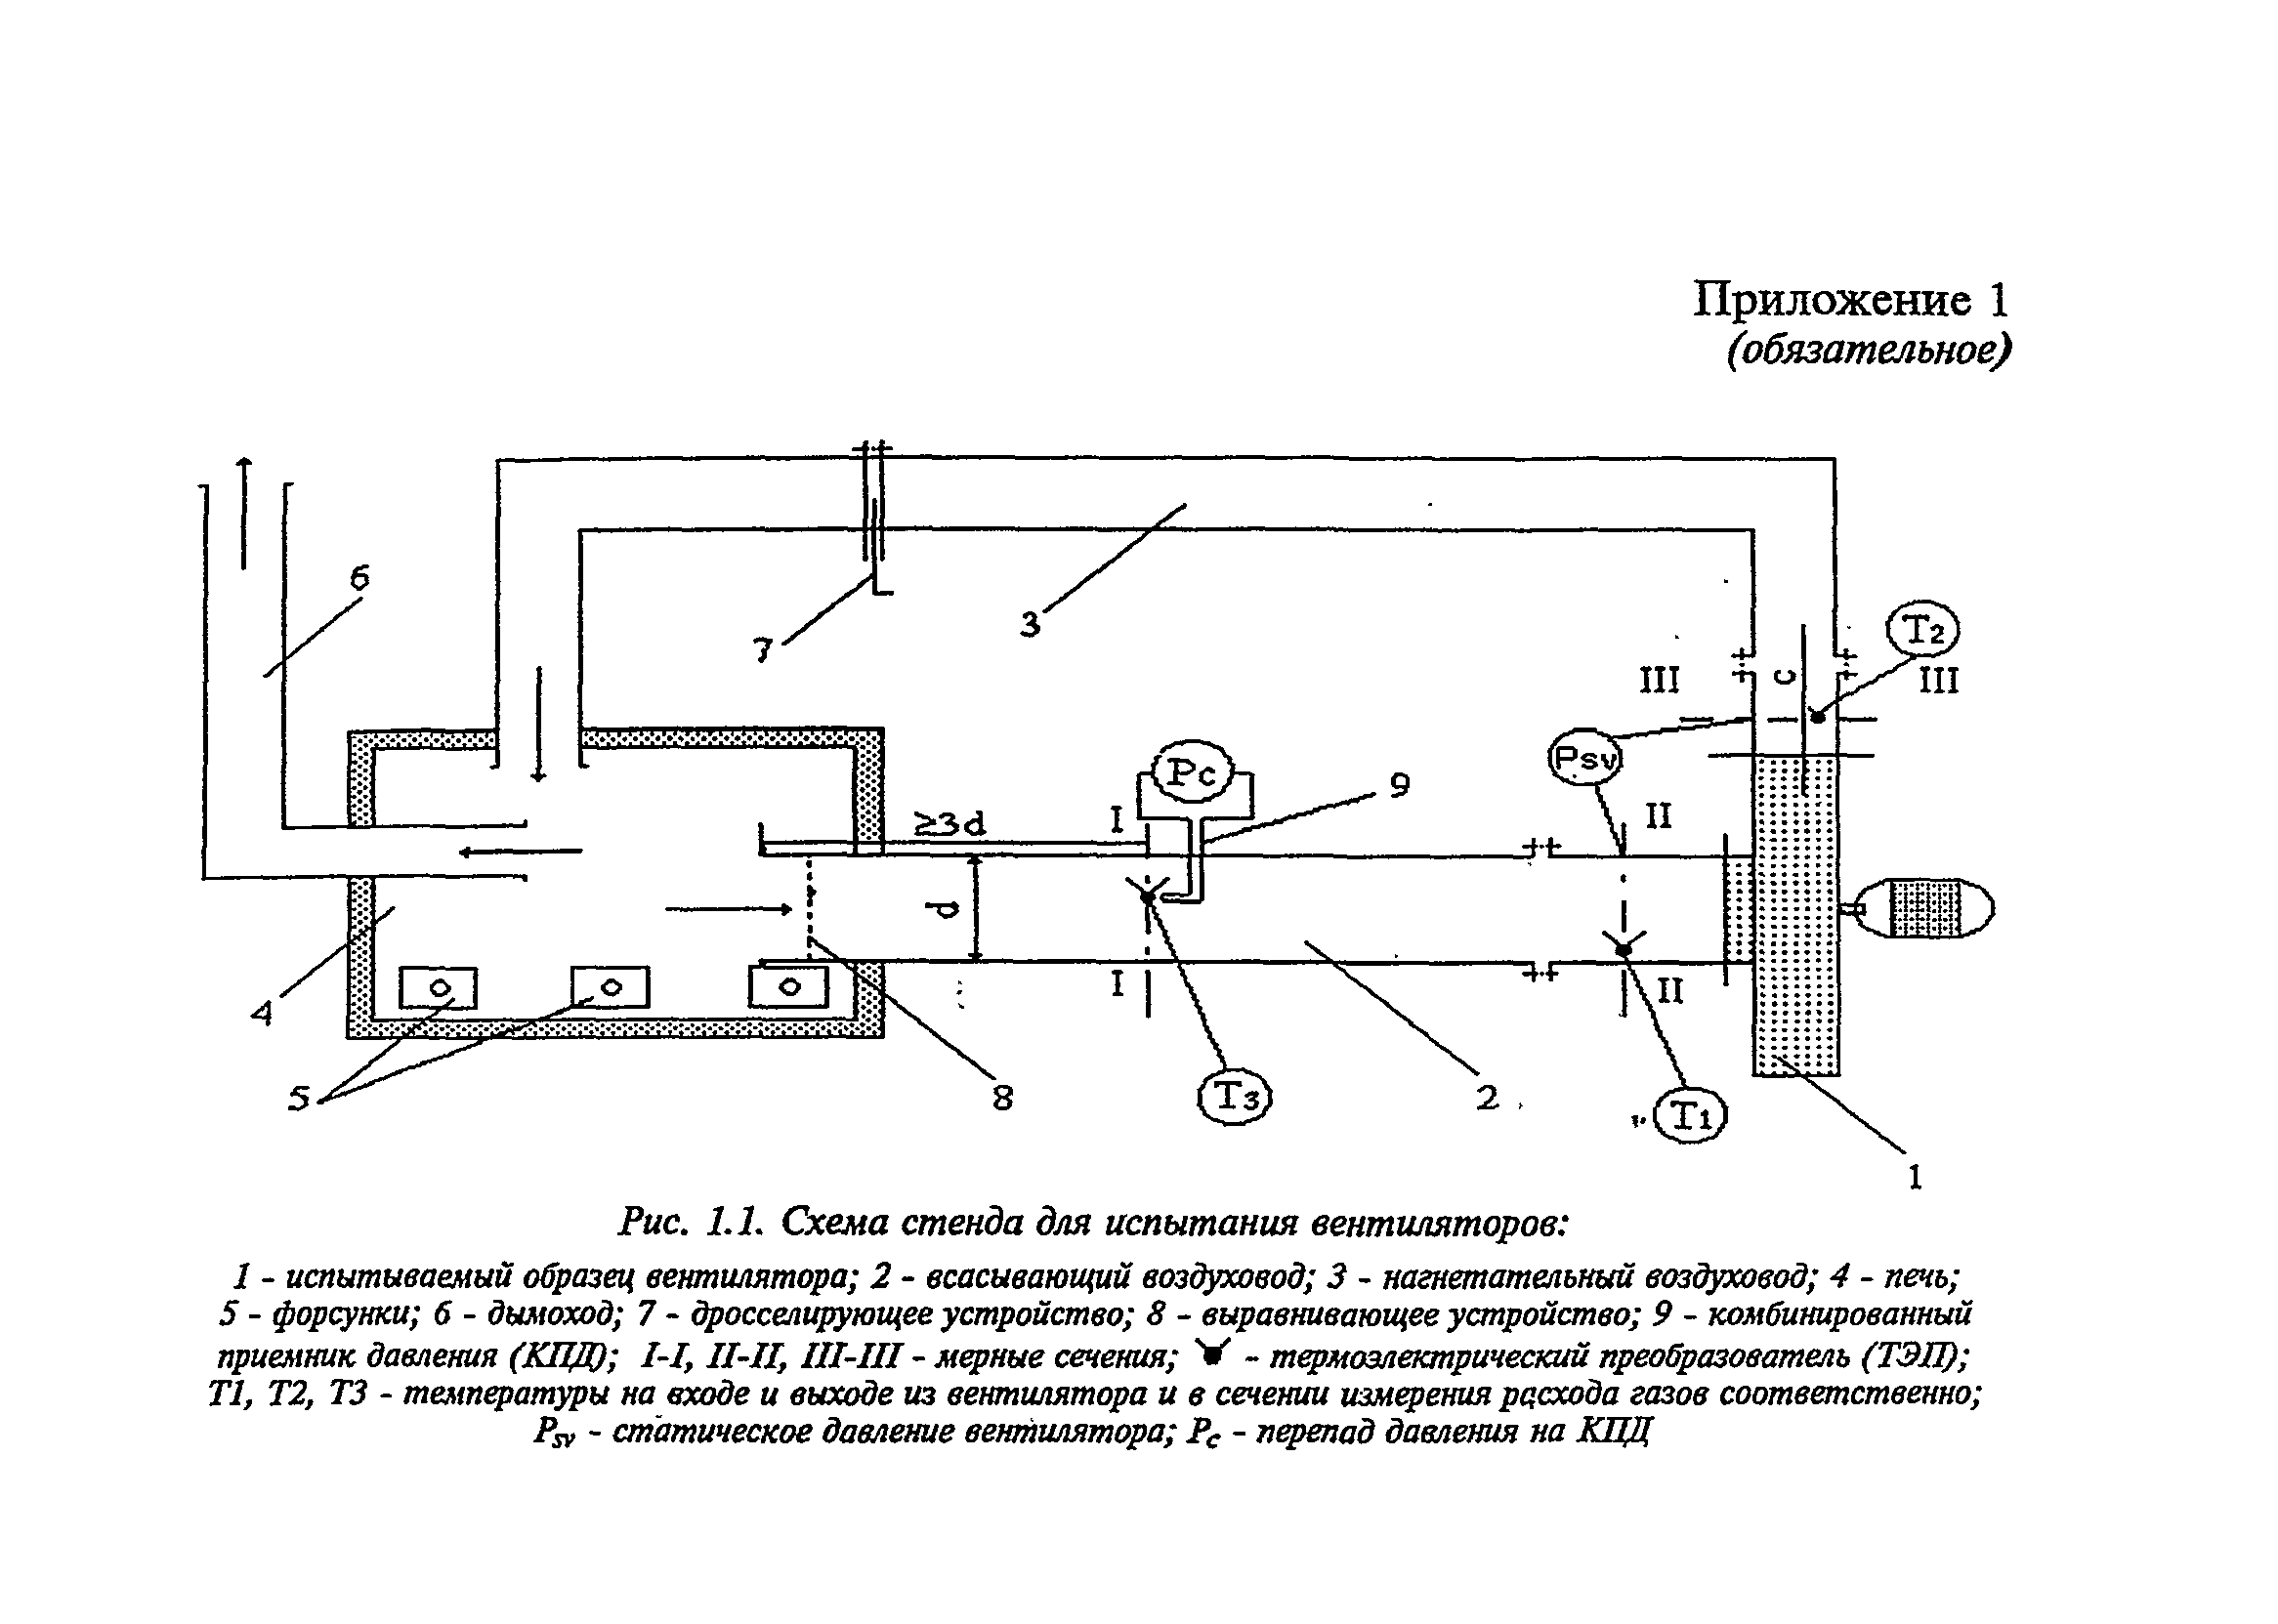 Приложение 1
(обязательное)
6
7
3
T2
III
c
III
Psv
Pc
9
≥3d
I
II
d
4
I
II
5
8
T3
2
T1
1
Рис. 1.1. Схема стенда для испытания вентиляторов:
1 - испытываемый образец вентилятора; 2 - всасывающий воздуховод; 3 - нагнетательный воздуховод; 4 - печь;
5 - форсунки; 6 - дымоход; 7 - дросселирующее устройство; 8 - выравнивающее устройство; 9 - комбинированный
приемник давления (КПД); I-I, II-II, III-III - мерные сечения; - термоэлектрический преобразователь (ТЭП);
T1, T2, T3 - температуры на входе и выходе из вентилятора и в сечении измерения расхода газов соответственно;
Psv - статическое давление вентилятора; Pc - перепад давления на КПД